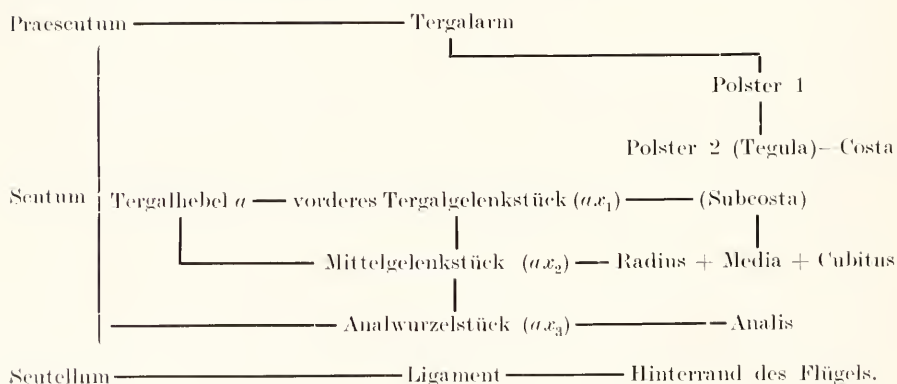 Praescutum Tergalarm
Polster 1
Polster 2 (Tegula)–Costa
Scutum Tergalhebel a — vorderes Tergalgelenkstück (ax₁) — (Subcosta)
Mittelgelenkstück (ax₂) — Radius + Media + Cubitus
Analwurzelstück (ax₃) — Analis
Scutellum — Ligament — Hinterrand des Flügels.